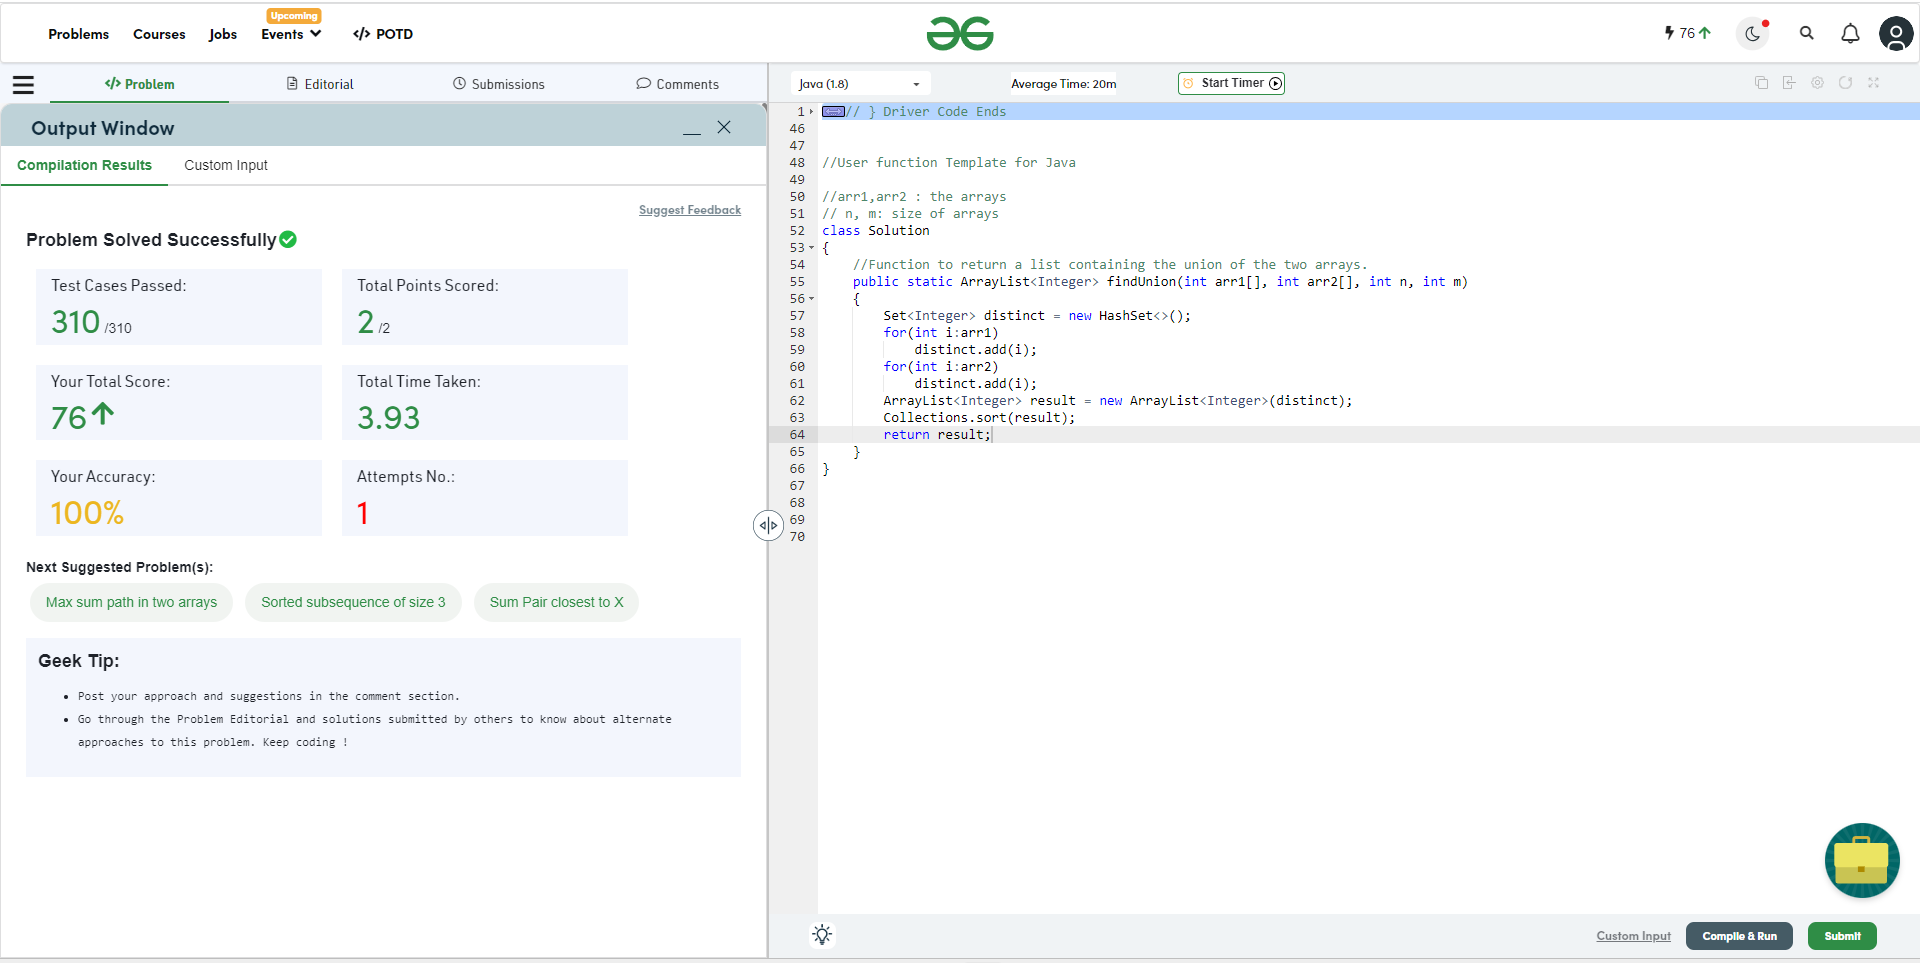 Problems Courses Jobs Upcoming Events </> POTD
76
</> Problem Editorial Submissions Comments
Java (1.8) Average Time: 20m Start Timer
Output Window
Compilation Results Custom Input
Suggest Feedback
Problem Solved Successfully
Test Cases Passed: Total Points Scored:
310 /310 2 /2
Your Total Score: Total Time Taken:
76 3.93
Your Accuracy: Attempts No.:
100% 1
Next Suggested Problem(s):
Max sum path in two arrays Sorted subsequence of size 3 Sum Pair closest to X
Geek Tip:
• Post your approach and suggestions in the comment section.
• Go through the Problem Editorial and solutions submitted by others to know about alternate
approaches to this problem. Keep coding !
1 // } Driver Code Ends
46
47
48 //User function Template for Java
49
50 //arr1,arr2 : the arrays
51 // n, m: size of arrays
52 class Solution
53 {
54 //Function to return a list containing the union of the two arrays.
55 public static ArrayList<Integer> findUnion(int arr1[], int arr2[], int n, int m)
56 {
57 Set<Integer> distinct = new HashSet<>();
58 for(int i:arr1)
59 distinct.add(i);
60 for(int i:arr2)
61 distinct.add(i);
62 ArrayList<Integer> result = new ArrayList<Integer>(distinct);
63 Collections.sort(result);
64 return result;
65 }
66 }
67
68
69
70
Custom Input Compile & Run Submit